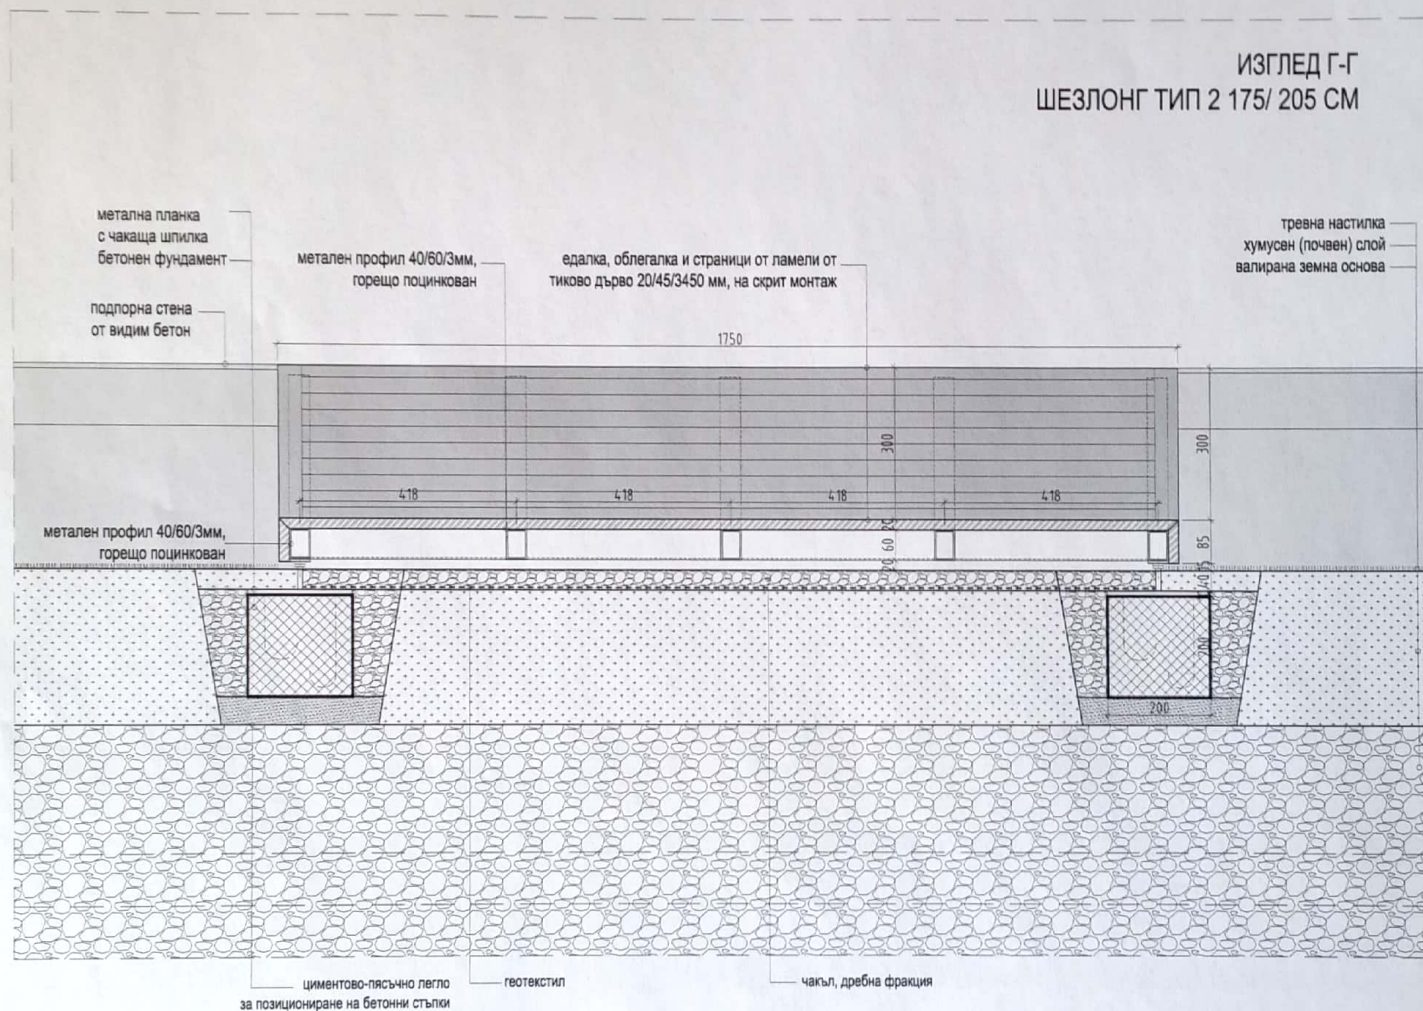 ИЗГЛЕД Г-Г
ШЕЗЛОНГ ТИП 2 175/ 205 СМ
метална планка
с чакаща шпилка
бетонен фундамент
подпорна стена
от видим бетон
метален профил 40/60/3мм,
горещо поцинкован
едалка, облегалка и страници от ламели от
тиково дърво 20/45/3450 мм, на скрит монтаж
тревна настилка
хумусен (почвен) слой
валирана земна основа
1750
300
300
418
418
418
418
метален профил 40/60/3мм,
горещо поцинкован
20
60
20
85
40
200
200
циментово-пясъчно легло
за позициониране на бетонни стъпки
геотекстил
чакъл, дребна фракция